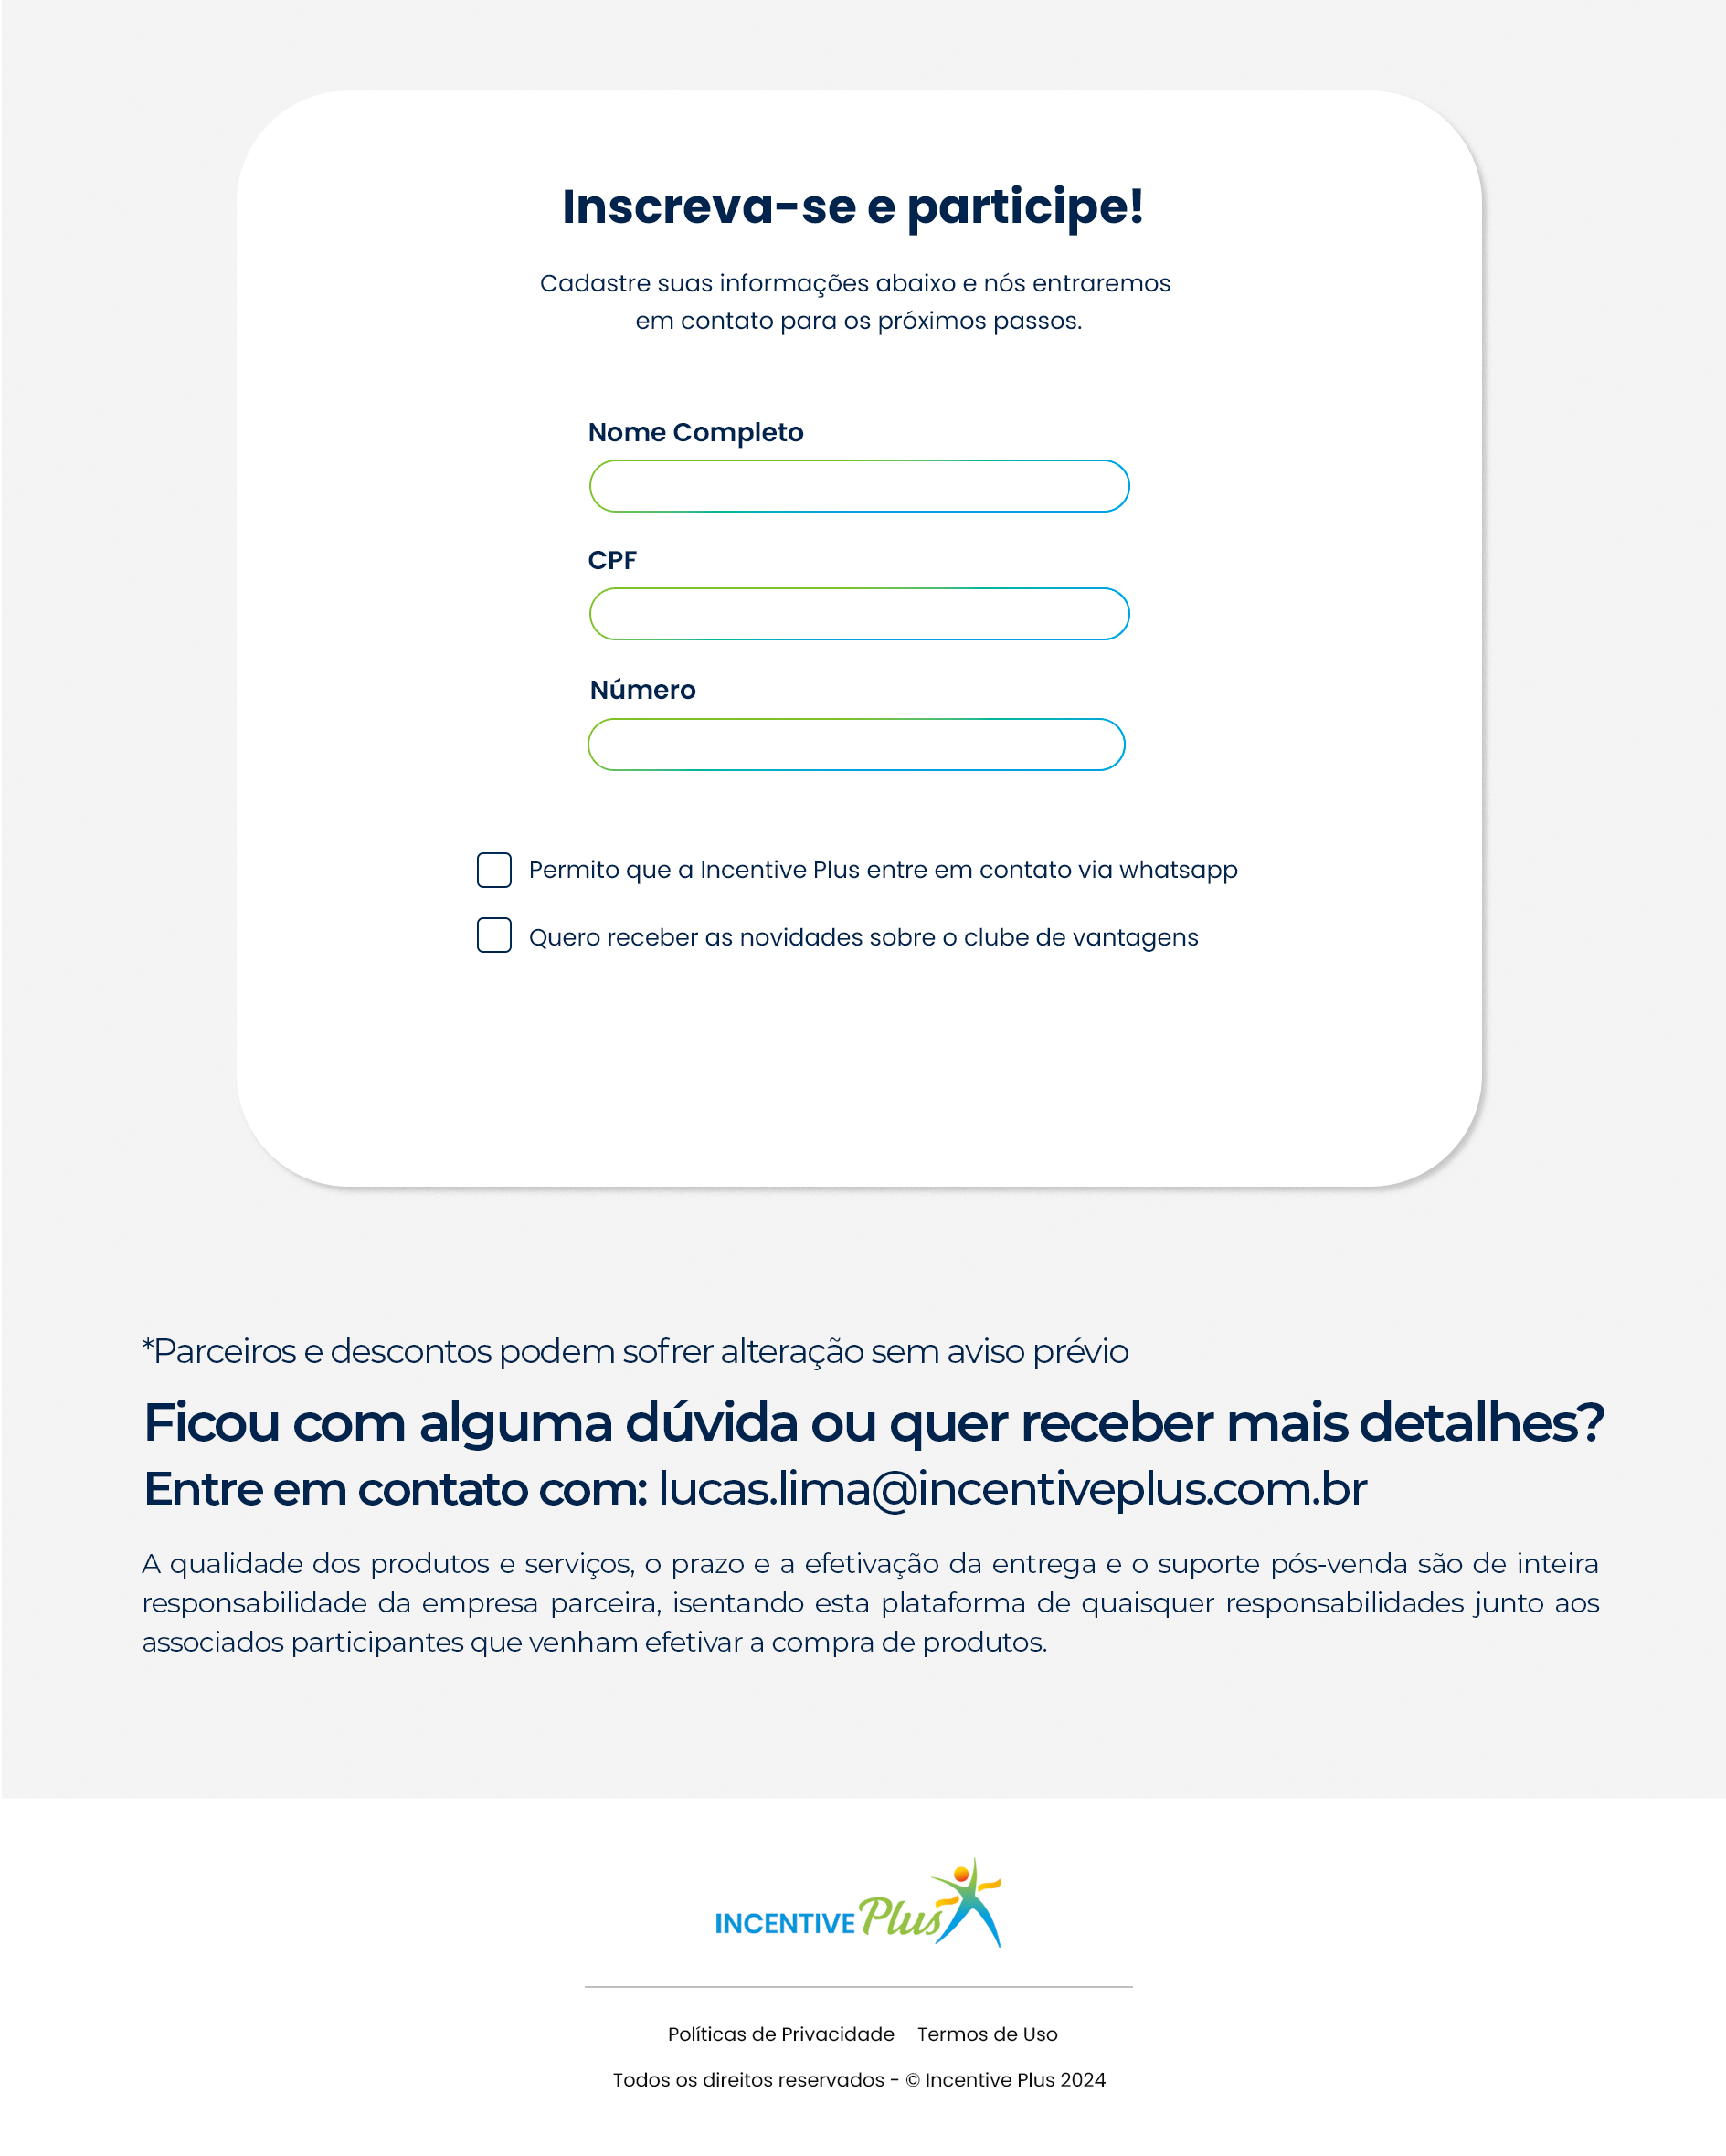 Inscreva-se e participe!
Cadastre suas informações abaixo e nós entraremos
em contato para os próximos passos.
Nome Completo
CPF
Número
Permito que a Incentive Plus entre em contato via whatsapp
Quero receber as novidades sobre o clube de vantagens
*Parceiros e descontos podem sofrer alteração sem aviso prévio
Ficou com alguma dúvida ou quer receber mais detalhes?
Entre em contato com: lucas.lima@incentiveplus.com.br
A qualidade dos produtos e serviços, o prazo e a efetivação da entrega e o suporte pós-venda são de inteira
responsabilidade da empresa parceira, isentando esta plataforma de quaisquer responsabilidades junto aos
associados participantes que venham efetivar a compra de produtos.
INCENTIVE Plus
Políticas de Privacidade Termos de Uso
Todos os direitos reservados - © Incentive Plus 2024